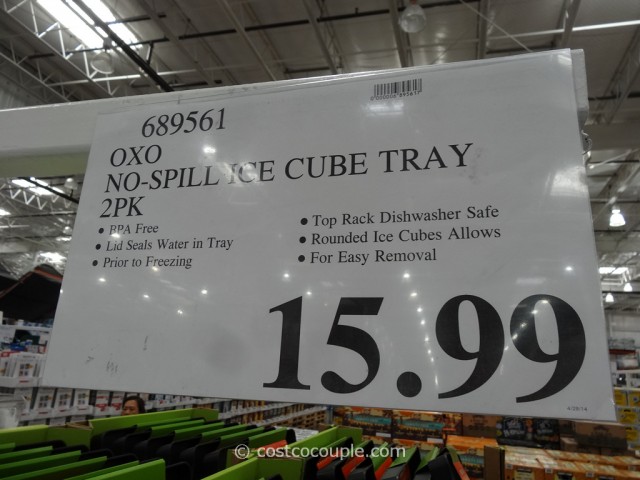 689561
OXO
NO-SPILL ICE CUBE TRAY
2PK
• BPA Free
• Lid Seals Water in Tray
• Prior to Freezing
• Top Rack Dishwasher Safe
• Rounded Ice Cubes Allows
• For Easy Removal
15.99
© costcocouple.com